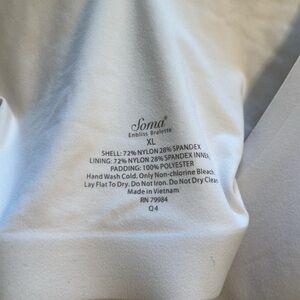 Soma®
Enbliss Bralette
XL
SHELL: 72% NYLON 28% SPANDEX
LINING: 72% NYLON 28% SPANDEX INNER
PADDING: 100% POLYESTER
Hand Wash Cold. Only Non-chlorine Bleach.
Lay Flat To Dry. Do Not Iron. Do Not Dry Clean
Made in Vietnam
RN 79984
Q4